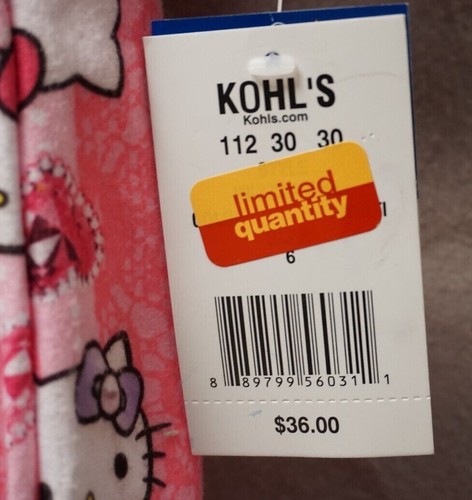 KOHL'S
Kohls.com
112 30 30
limited
quantity
6
8 89799 56031 1
$36.00